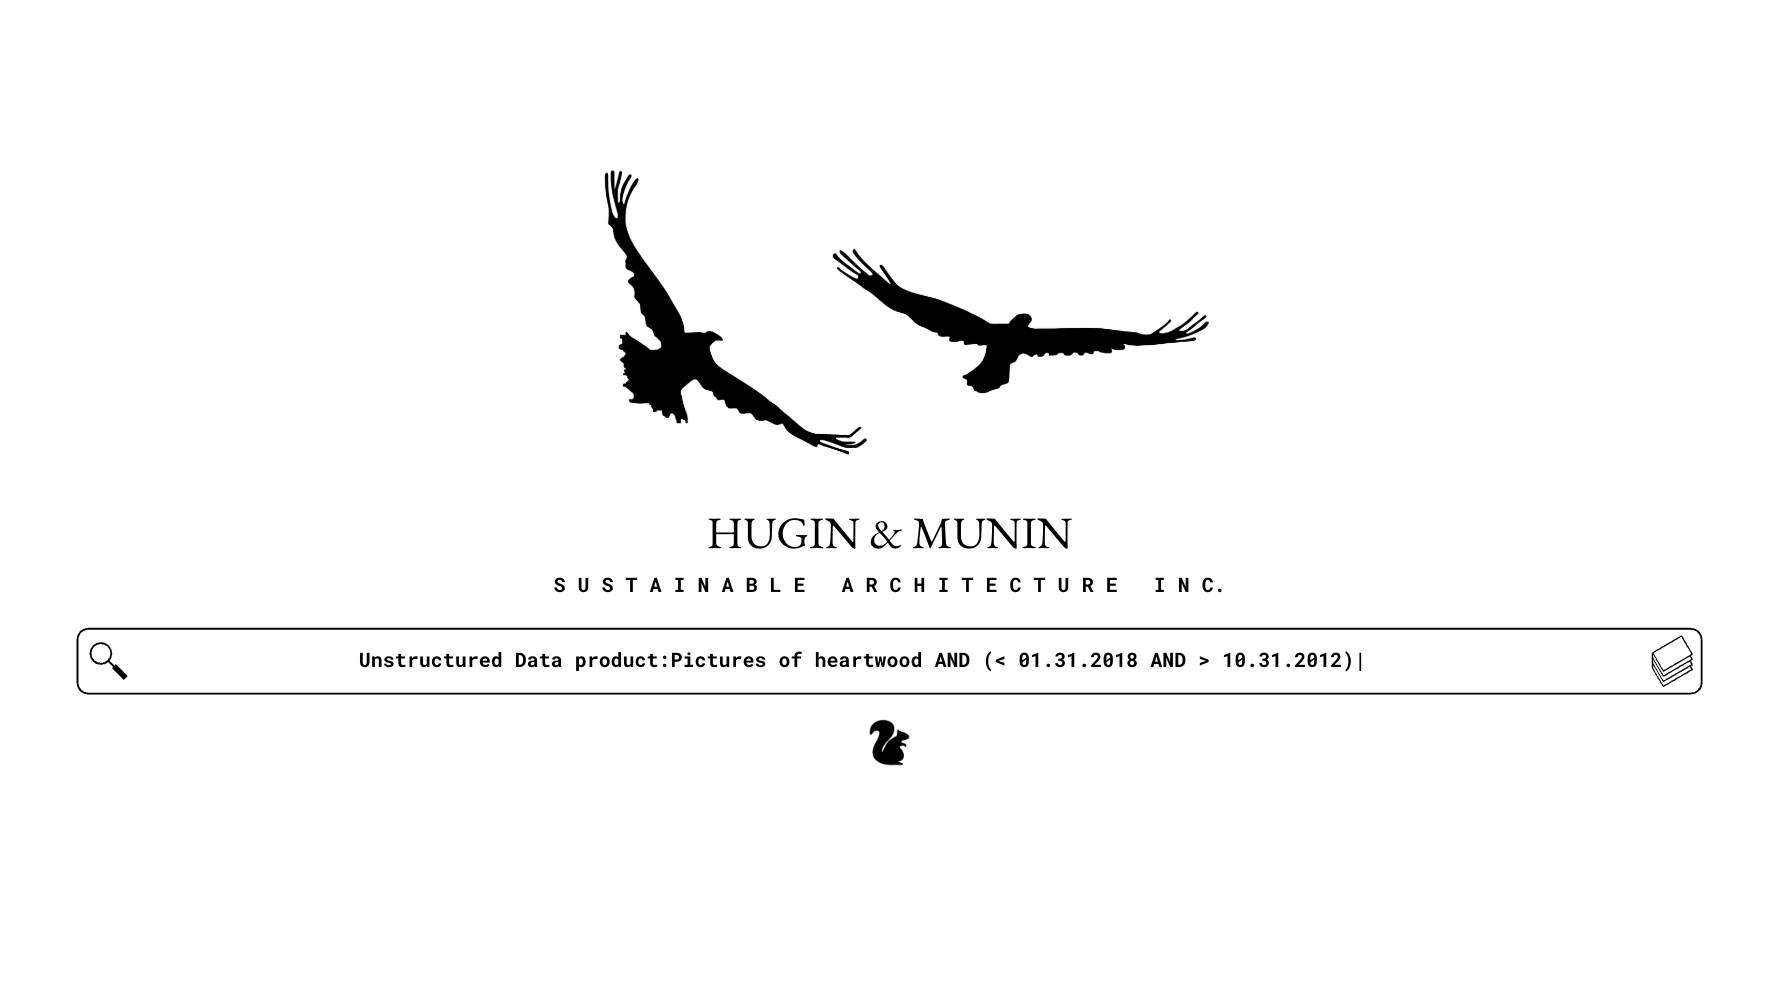 HUGIN & MUNIN
SUSTAINABLE ARCHITECTURE INC.
Unstructured Data product:Pictures of heartwood AND (< 01.31.2018 AND > 10.31.2012)|